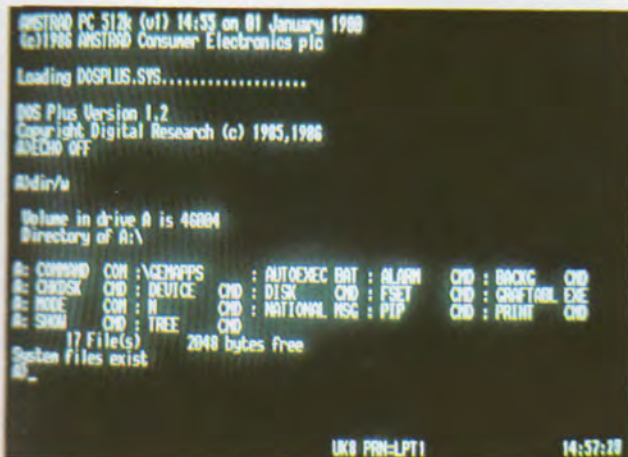 AMSTRAD PC 512k (v1) 14:55 on 01 January 1980
(c)1986 AMSTRAD Consumer Electronics plc
Loading DOSPLUS.SYS...................
DOS Plus Version 1.2
Copyright Digital Research (c) 1985,1986
A>ECHO OFF
A>dir/w
Volume in drive A is 46004
Directory of A:\
A: COMMAND COM :\GEMAPPS : AUTOEXEC BAT : ALARM CMD : BACKG CMD
A: CHKDSK CMD : DEVICE CMD : DISK CMD : FSET CMD : GRAFTABL EXE
A: MODE COM : N CMD : NATIONAL MSG : PIP CMD : PRINT CMD
A: SHOW CMD : TREE CMD
17 File(s) 2048 bytes free
System files exist
A>_
UK8 PRN=LPT1 14:57:20